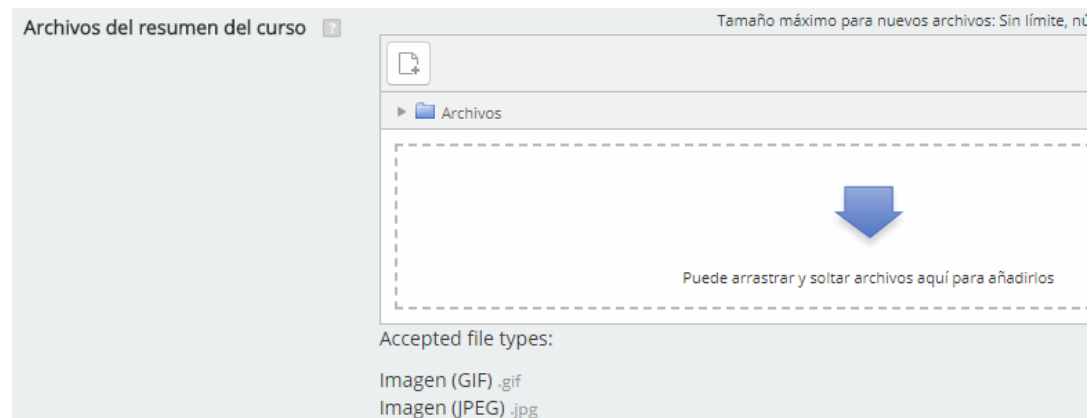 Archivos del resumen del curso ?
Tamaño máximo para nuevos archivos: Sin límite,
Archivos
Puede arrastrar y soltar archivos aquí para añadirlos
Accepted file types:
Imagen (GIF) .gif
Imagen (JPEG) .jpg